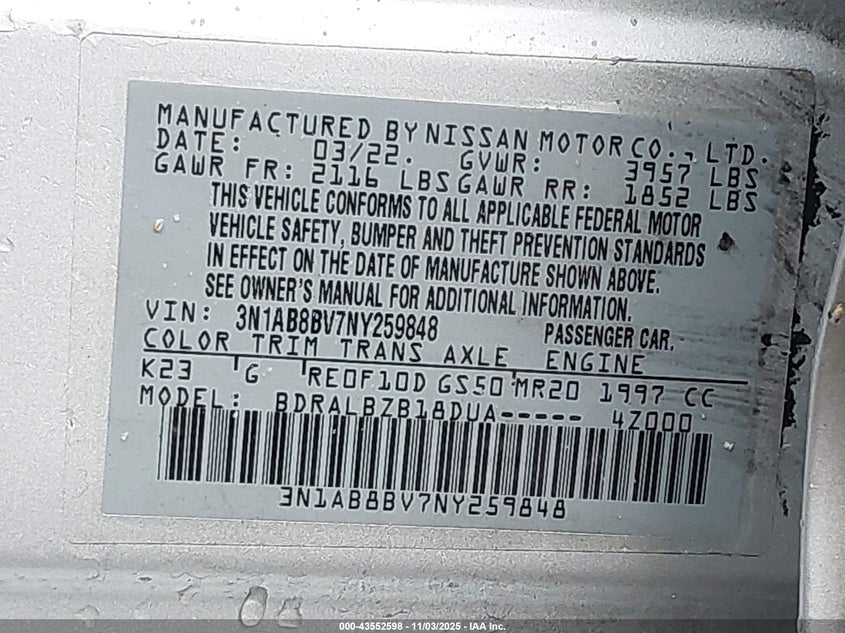 MANUFACTURED BY NISSAN MOTOR CO., LTD.
DATE: 03/22. GVWR: 3957 LBS
GAWR FR: 2116 LBS GAWR RR: 1852 LBS
THIS VEHICLE CONFORMS TO ALL APPLICABLE FEDERAL MOTOR
VEHICLE SAFETY, BUMPER AND THEFT PREVENTION STANDARDS
IN EFFECT ON THE DATE OF MANUFACTURE SHOWN ABOVE.
SEE OWNER'S MANUAL FOR ADDITIONAL INFORMATION.
VIN: 3N1AB8BV7NY259848 PASSENGER CAR.
COLOR TRIM TRANS AXLE ENGINE
K23 G RE0F10D GS50 MR20 1997 CC
MODEL: BDRALBZB18DUA----- 4Z000
3N1AB8BV7NY259848
000-43552598 - 11/03/2025 - IAA Inc.